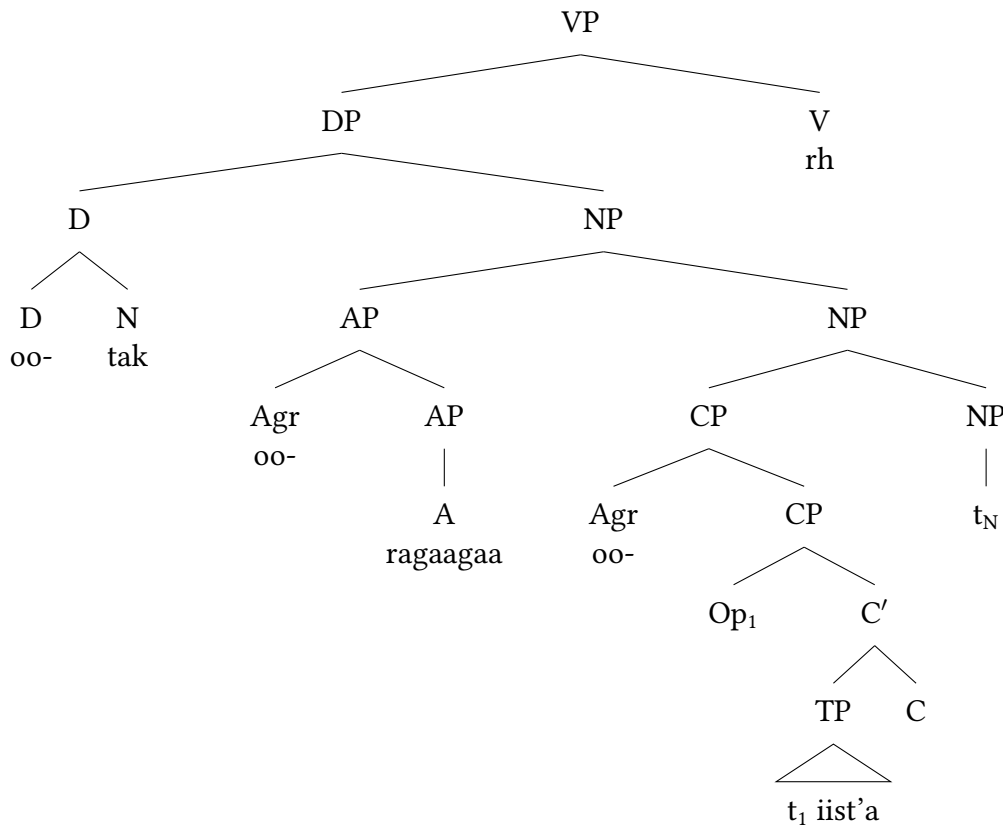 VP
DP V
rh
D NP
D N AP NP
oo- tak
Agr AP CP NP
oo-
A Agr CP t_N
ragaagaa oo-
Op₁ C′
TP C
t₁ iist’a